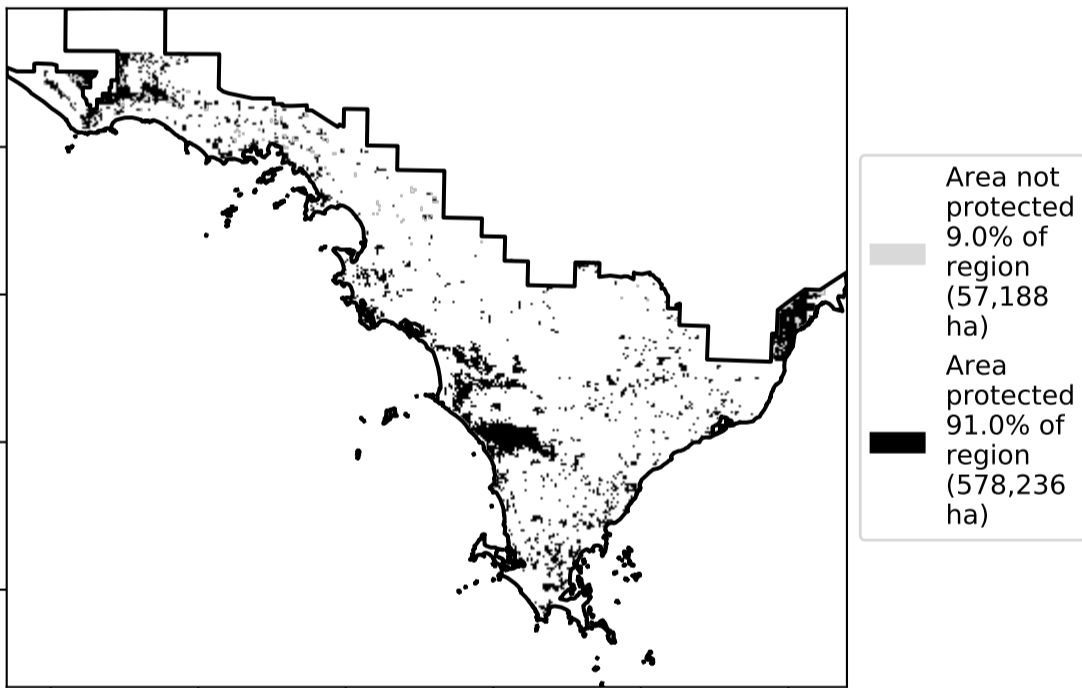 Area not
protected
9.0% of
region
(57,188
ha)
Area
protected
91.0% of
region
(578,236
ha)